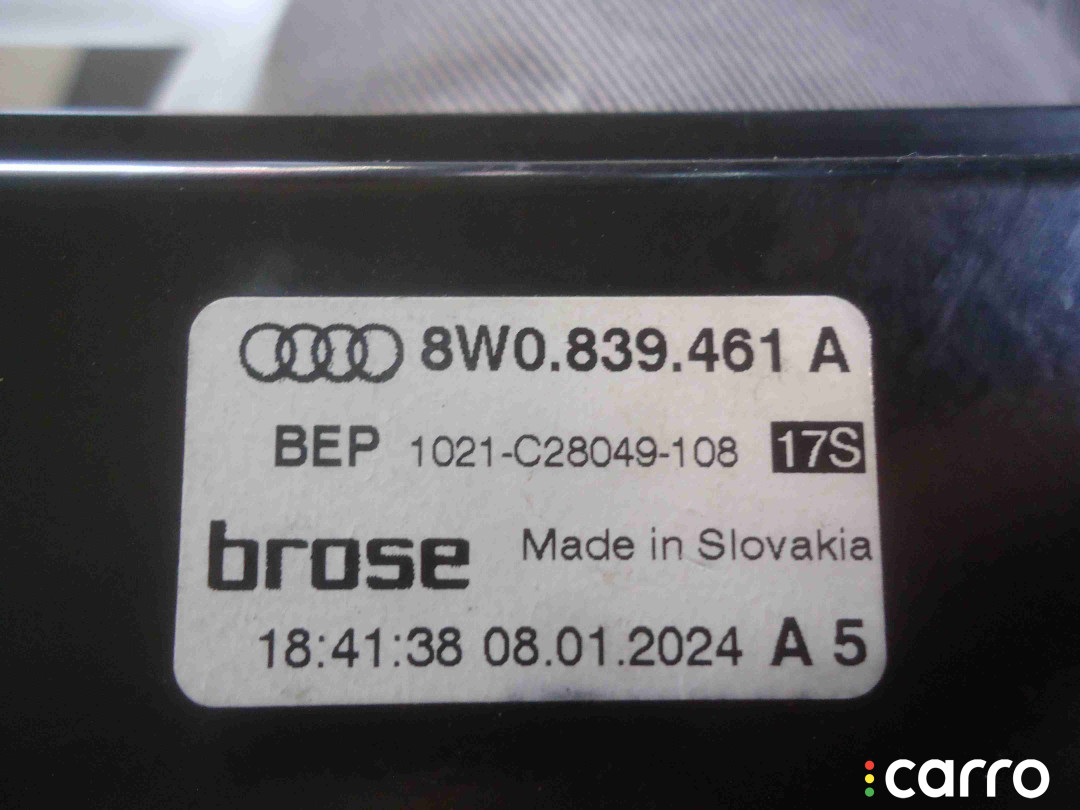 8W0.839.461 A
BEP 1021-C28049-108 17S
brose Made in Slovakia
18:41:38 08.01.2024 A 5
carro